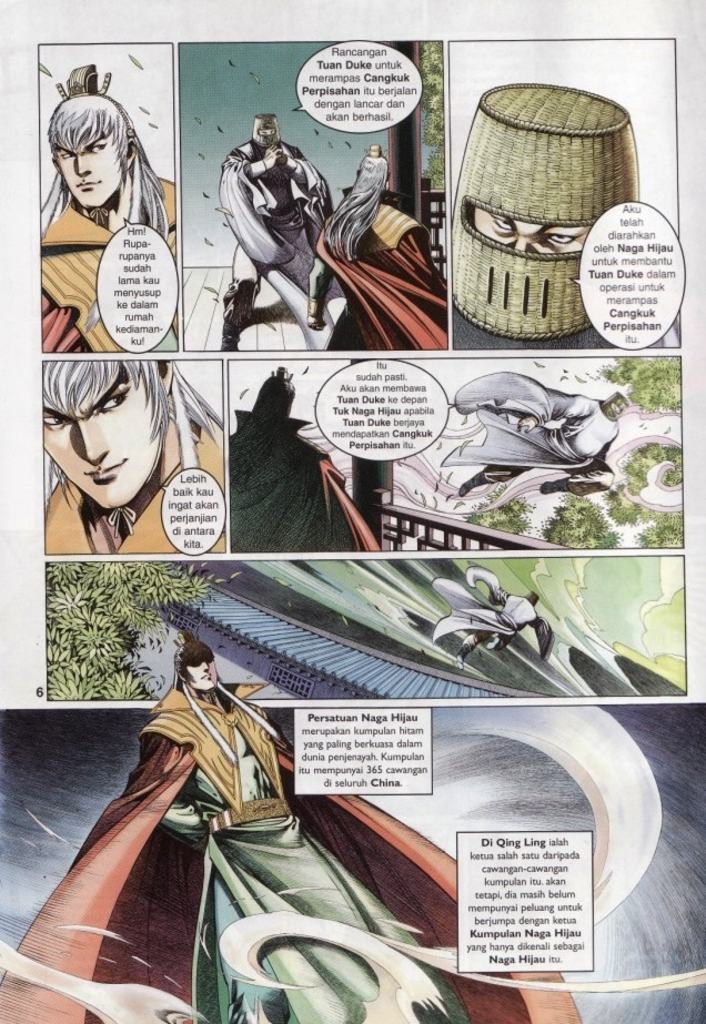 Hm!
Rupa-
rupanya
sudah
lama kau
menyusup
ke dalam
rumah
kediaman-
ku!
Rancangan
Tuan Duke untuk
merampas Cangkuk
Perpisahan itu berjalan
dengan lancar dan
akan berhasil.
Aku
telah
diarahkan
oleh Naga Hijau
untuk membantu
Tuan Duke dalam
operasi untuk
merampas
Cangkuk
Perpisahan
itu.
Lebih
baik kau
ingat akan
perjanjian
di antara
kita.
Itu
sudah pasti.
Aku akan membawa
Tuan Duke ke depan
Tuk Naga Hijau apabila
Tuan Duke berjaya
mendapatkan Cangkuk
Perpisahan itu.
6
Persatuan Naga Hijau
merupakan kumpulan hitam
yang paling berkuasa dalam
dunia penjenayah. Kumpulan
itu mempunyai 365 cawangan
di seluruh China.
Di Qing Ling ialah
ketua salah satu daripada
cawangan-cawangan
kumpulan itu. akan
tetapi, dia masih belum
mempunyai peluang untuk
berjumpa dengan ketua
Kumpulan Naga Hijau
yang hanya dikenali sebagai
Naga Hijau itu.